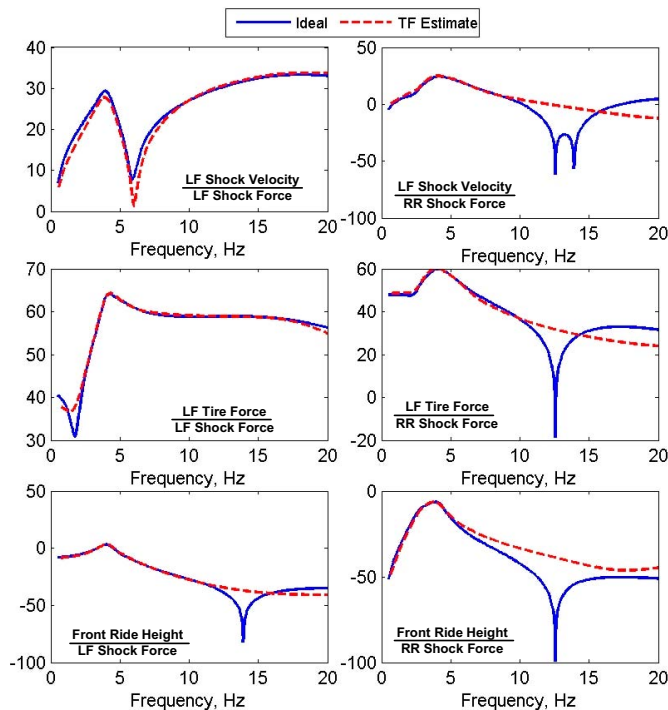 Ideal TF Estimate
40
30
20
10
0
0 5 10 15 20
Frequency, Hz
LF Shock Velocity
LF Shock Force
50
0
-50
-100
0 5 10 15 20
Frequency, Hz
LF Shock Velocity
RR Shock Force
70
60
50
40
30
0 5 10 15 20
Frequency, Hz
LF Tire Force
LF Shock Force
60
40
20
0
-20
0 5 10 15 20
Frequency, Hz
LF Tire Force
RR Shock Force
50
0
-50
-100
0 5 10 15 20
Frequency, Hz
Front Ride Height
LF Shock Force
0
-50
-100
0 5 10 15 20
Frequency, Hz
Front Ride Height
RR Shock Force